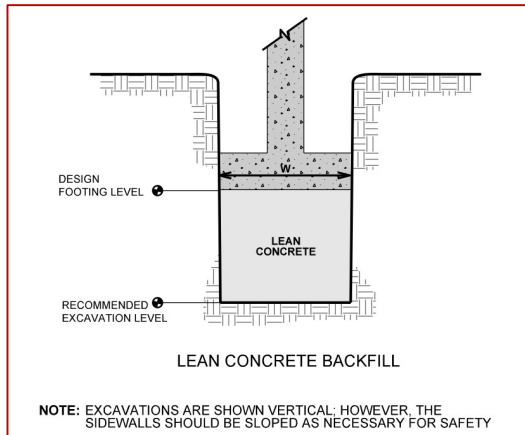 W
DESIGN
FOOTING LEVEL
LEAN
CONCRETE
RECOMMENDED
EXCAVATION LEVEL
LEAN CONCRETE BACKFILL
NOTE: EXCAVATIONS ARE SHOWN VERTICAL; HOWEVER, THE
SIDEWALLS SHOULD BE SLOPED AS NECESSARY FOR SAFETY